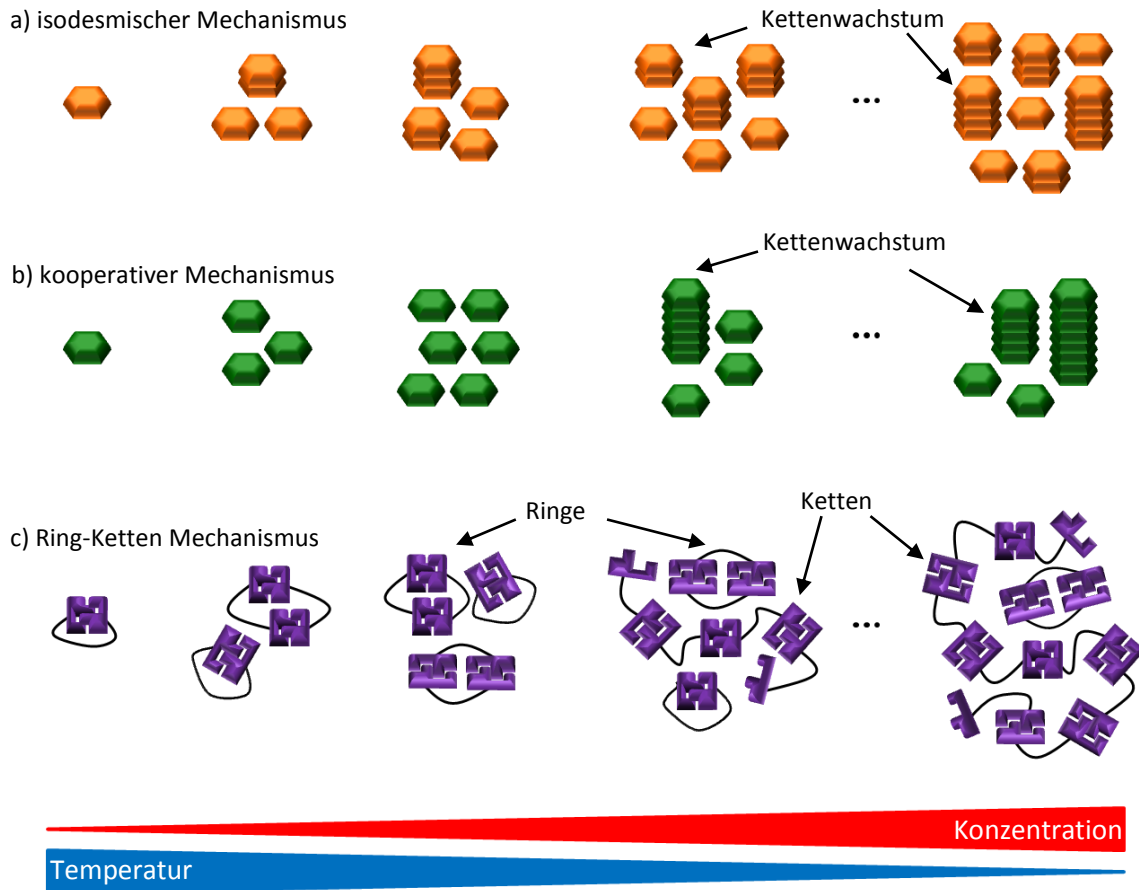 a) isodesmischer Mechanismus
Kettenwachstum
...
b) kooperativer Mechanismus
Kettenwachstum
...
c) Ring-Ketten Mechanismus
Ringe
Ketten
...
Konzentration
Temperatur